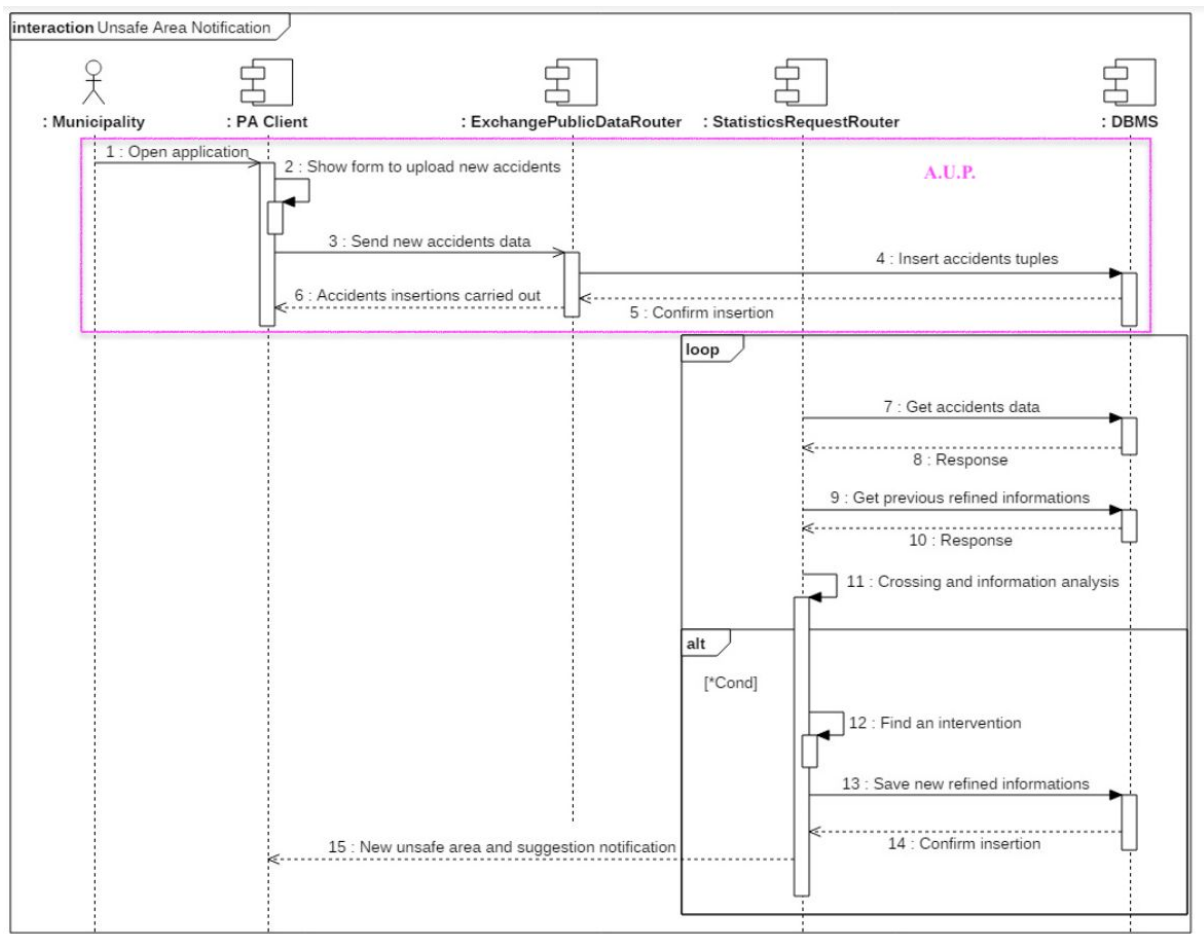 interaction Unsafe Area Notification
: Municipality
: PA Client
: ExchangePublicDataRouter
: StatisticsRequestRouter
: DBMS
1 : Open application
2 : Show form to upload new accidents
A.U.P.
3 : Send new accidents data
4 : Insert accidents tuples
6 : Accidents insertions carried out
5 : Confirm insertion
loop
7 : Get accidents data
8 : Response
9 : Get previous refined informations
10 : Response
11 : Crossing and information analysis
alt
[*Cond]
12 : Find an intervention
13 : Save new refined informations
14 : Confirm insertion
15 : New unsafe area and suggestion notification